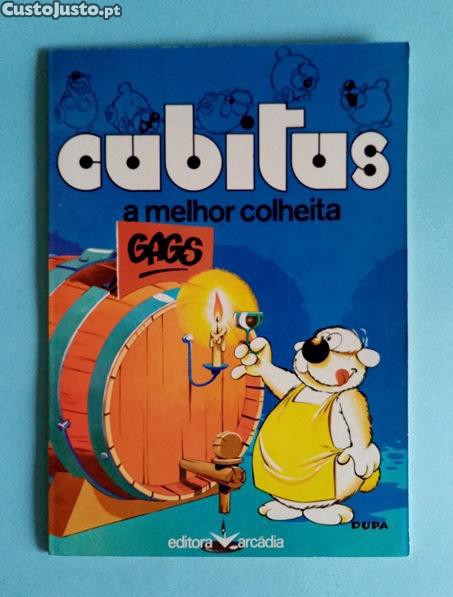 CustoJusto.pt
cubitus
a melhor colheita
GAGS
DUPA
editora arcádia